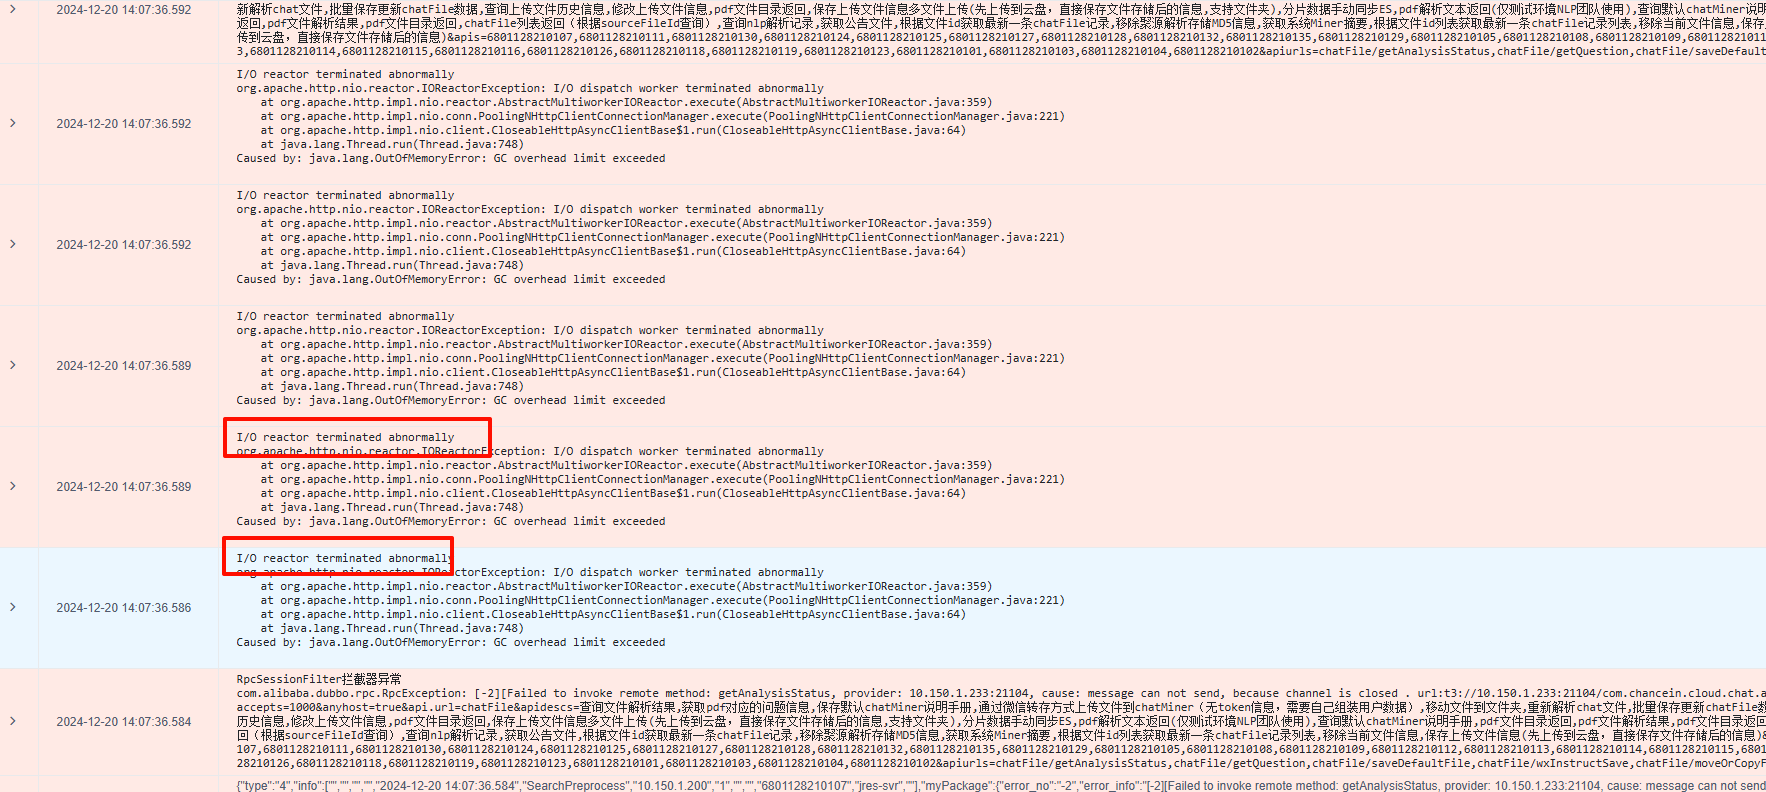 2024-12-20 14:07:36.592
新解析chat文件,批量保存更新chatFile数据,查询上传文件历史信息,修改上传文件信息,pdf文件目录返回,保存上传文件信息多文件上传(先上传到云盘，直接保存文件存储后的信息,支持文件夹),分片数据手动同步ES,pdf解析文本返回(仅测试环境NLP团队使用),查询默认chatMiner说明
返回,pdf文件解析结果,pdf文件目录返回,chatFile列表返回（根据sourceFileId查询）,查询nlp解析记录,获取公告文件,根据文件id获取最新一条chatFile记录,移除聚源解析存储MD5信息,获取系统Miner摘要,根据文件id列表获取最新一条chatFile记录列表,移除当前文件信息,保存
传到云盘，直接保存文件存储后的信息)&apis=6801128210107,6801128210111,6801128210130,6801128210124,6801128210125,6801128210127,6801128210128,6801128210132,6801128210135,6801128210129,6801128210105,6801128210108,6801128210109,680112821011
3,6801128210114,6801128210115,6801128210116,6801128210126,6801128210118,6801128210119,6801128210123,6801128210101,6801128210103,6801128210104,6801128210102&apiurls=chatFile/getAnalysisStatus,chatFile/getQuestion,chatFile/saveDefault
2024-12-20 14:07:36.592
I/O reactor terminated abnormally
org.apache.http.nio.reactor.IOReactorException: I/O dispatch worker terminated abnormally
at org.apache.http.impl.nio.reactor.AbstractMultiworkerIOReactor.execute(AbstractMultiworkerIOReactor.java:359)
at org.apache.http.impl.nio.conn.PoolingNHttpClientConnectionManager.execute(PoolingNHttpClientConnectionManager.java:221)
at org.apache.http.impl.nio.client.CloseableHttpAsyncClientBase$1.run(CloseableHttpAsyncClientBase.java:64)
at java.lang.Thread.run(Thread.java:748)
Caused by: java.lang.OutOfMemoryError: GC overhead limit exceeded
2024-12-20 14:07:36.592
I/O reactor terminated abnormally
org.apache.http.nio.reactor.IOReactorException: I/O dispatch worker terminated abnormally
at org.apache.http.impl.nio.reactor.AbstractMultiworkerIOReactor.execute(AbstractMultiworkerIOReactor.java:359)
at org.apache.http.impl.nio.conn.PoolingNHttpClientConnectionManager.execute(PoolingNHttpClientConnectionManager.java:221)
at org.apache.http.impl.nio.client.CloseableHttpAsyncClientBase$1.run(CloseableHttpAsyncClientBase.java:64)
at java.lang.Thread.run(Thread.java:748)
Caused by: java.lang.OutOfMemoryError: GC overhead limit exceeded
2024-12-20 14:07:36.589
I/O reactor terminated abnormally
org.apache.http.nio.reactor.IOReactorException: I/O dispatch worker terminated abnormally
at org.apache.http.impl.nio.reactor.AbstractMultiworkerIOReactor.execute(AbstractMultiworkerIOReactor.java:359)
at org.apache.http.impl.nio.conn.PoolingNHttpClientConnectionManager.execute(PoolingNHttpClientConnectionManager.java:221)
at org.apache.http.impl.nio.client.CloseableHttpAsyncClientBase$1.run(CloseableHttpAsyncClientBase.java:64)
at java.lang.Thread.run(Thread.java:748)
Caused by: java.lang.OutOfMemoryError: GC overhead limit exceeded
2024-12-20 14:07:36.589
I/O reactor terminated abnormally
org.apache.http.nio.reactor.IOReactorException: I/O dispatch worker terminated abnormally
at org.apache.http.impl.nio.reactor.AbstractMultiworkerIOReactor.execute(AbstractMultiworkerIOReactor.java:359)
at org.apache.http.impl.nio.conn.PoolingNHttpClientConnectionManager.execute(PoolingNHttpClientConnectionManager.java:221)
at org.apache.http.impl.nio.client.CloseableHttpAsyncClientBase$1.run(CloseableHttpAsyncClientBase.java:64)
at java.lang.Thread.run(Thread.java:748)
Caused by: java.lang.OutOfMemoryError: GC overhead limit exceeded
2024-12-20 14:07:36.586
I/O reactor terminated abnormally
org.apache.http.nio.reactor.IOReactorException: I/O dispatch worker terminated abnormally
at org.apache.http.impl.nio.reactor.AbstractMultiworkerIOReactor.execute(AbstractMultiworkerIOReactor.java:359)
at org.apache.http.impl.nio.conn.PoolingNHttpClientConnectionManager.execute(PoolingNHttpClientConnectionManager.java:221)
at org.apache.http.impl.nio.client.CloseableHttpAsyncClientBase$1.run(CloseableHttpAsyncClientBase.java:64)
at java.lang.Thread.run(Thread.java:748)
Caused by: java.lang.OutOfMemoryError: GC overhead limit exceeded
2024-12-20 14:07:36.584
RpcSessionFilter拦截器异常
com.alibaba.dubbo.rpc.RpcException: [-2][Failed to invoke remote method: getAnalysisStatus, provider: 10.150.1.233:21104, cause: message can not send, because channel is closed . url:t3://10.150.1.233:21104/com.chancein.cloud.chat.a
accepts=1000&anyhost=true&api.url=chatFile&apidescs=查询文件解析结果,获取pdf对应的问题信息,保存默认chatMiner说明手册,通过微信转存方式上传文件到chatMiner（无token信息，需要自己组装用户数据）,移动文件到文件夹,重新解析chat文件,批量保存更新chatFile数据
历史信息,修改上传文件信息,pdf文件目录返回,保存上传文件信息多文件上传(先上传到云盘，直接保存文件存储后的信息,支持文件夹),分片数据手动同步ES,pdf解析文本返回(仅测试环境NLP团队使用),查询默认chatMiner说明手册,pdf文件目录返回,pdf文件解析结果,pdf文件目录
回（根据sourceFileId查询）,查询nlp解析记录,获取公告文件,根据文件id获取最新一条chatFile记录,移除聚源解析存储MD5信息,获取系统Miner摘要,根据文件id列表获取最新一条chatFile记录列表,移除当前文件信息,保存上传文件信息(先上传到云盘，直接保存文件存储后的信息)&
107,6801128210111,6801128210130,6801128210124,6801128210125,6801128210127,6801128210128,6801128210132,6801128210135,6801128210129,6801128210105,6801128210108,6801128210109,6801128210112,6801128210113,6801128210114,6801128210115,680
28210126,6801128210118,6801128210119,6801128210123,6801128210101,6801128210103,6801128210104,6801128210102&apiurls=chatFile/getAnalysisStatus,chatFile/getQuestion,chatFile/saveDefaultFile,chatFile/wxInstructSave,chatFile/moveOrCopyF
{"type":"4","info":["","","","","2024-12-20 14:07:36.584","SearchPreprocess","10.150.1.200","1","","","6801128210107","jres-svr",""],"myPackage":{"error_no":"-2","error_info":"[-2][Failed to invoke remote method: getAnalysisStatus, provider: 10.150.1.233:21104, cause: message can not send